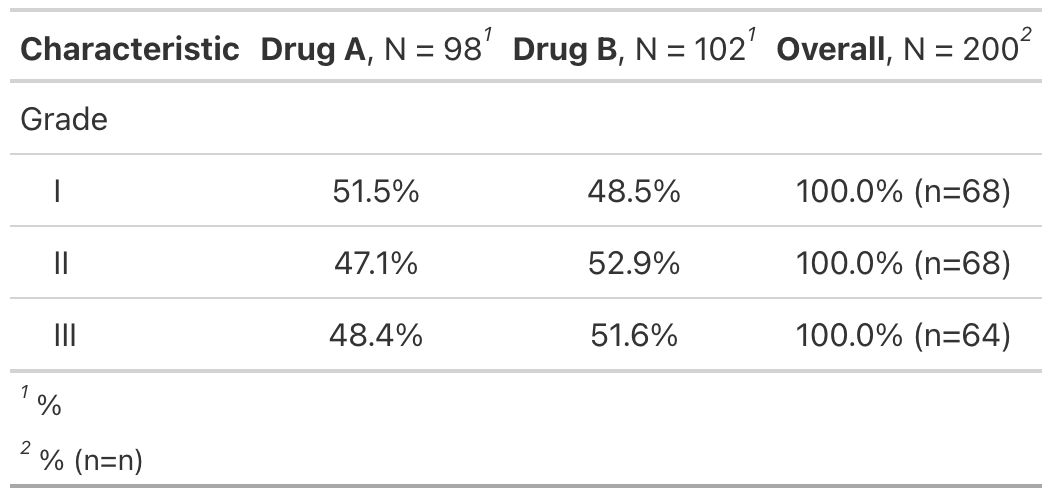 Characteristic Drug A, N = 98¹ Drug B, N = 102¹ Overall, N = 200²
Grade
I 51.5% 48.5% 100.0% (n=68)
II 47.1% 52.9% 100.0% (n=68)
III 48.4% 51.6% 100.0% (n=64)
¹ %
² % (n=n)